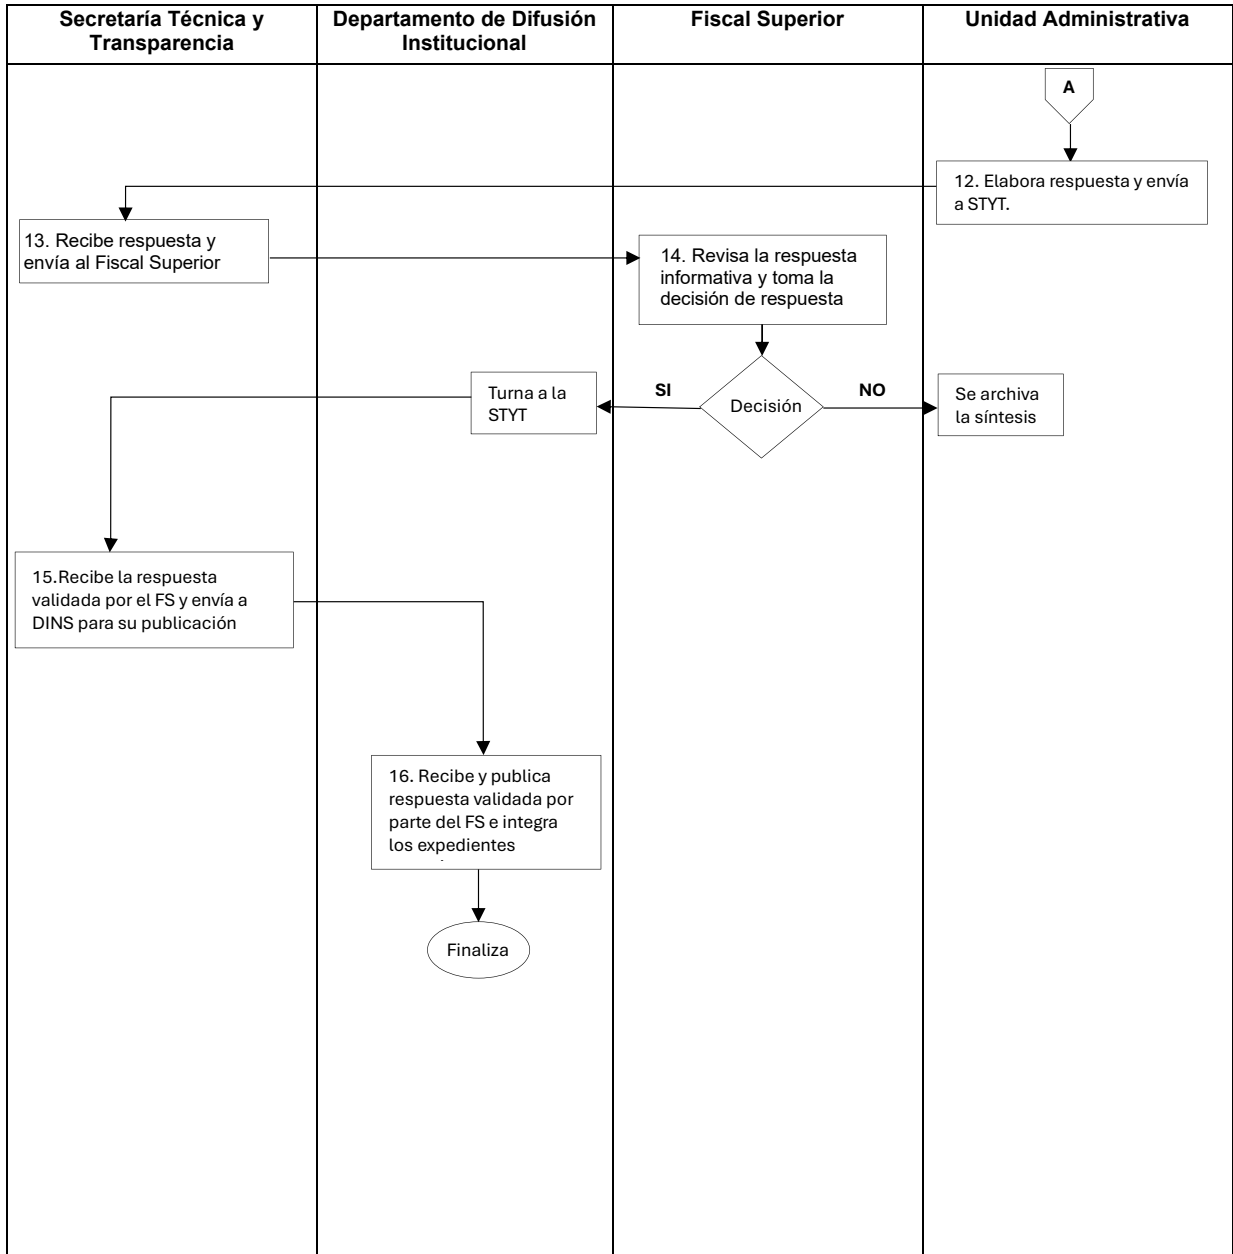 Secretaría Técnica y
Transparencia
Departamento de Difusión
Institucional
Fiscal Superior
Unidad Administrativa
A
12. Elabora respuesta y envía
a STYT.
13. Recibe respuesta y
envía al Fiscal Superior
14. Revisa la respuesta
informativa y toma la
decisión de respuesta
Turna a la
STYT
SI
Decisión
NO
Se archiva
la síntesis
15.Recibe la respuesta
validada por el FS y envía a
DINS para su publicación
16. Recibe y publica
respuesta validada por
parte del FS e integra
los expedientes
Finaliza